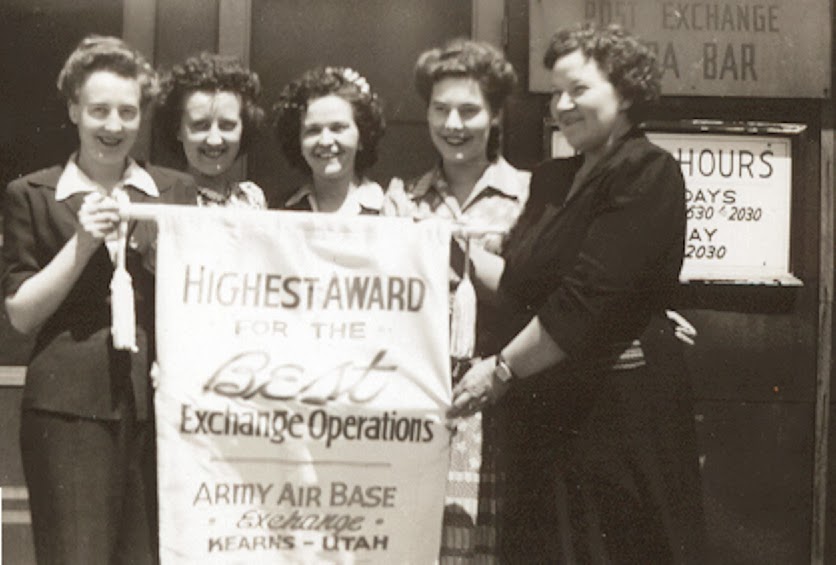 POST EXCHANGE
BAR
HOURS
DAYS
630 & 2030
AY
2030
HIGHEST AWARD
FOR THE
Best
Exchange Operations
ARMY AIR BASE
• Exchange •
KEARNS - UTAH